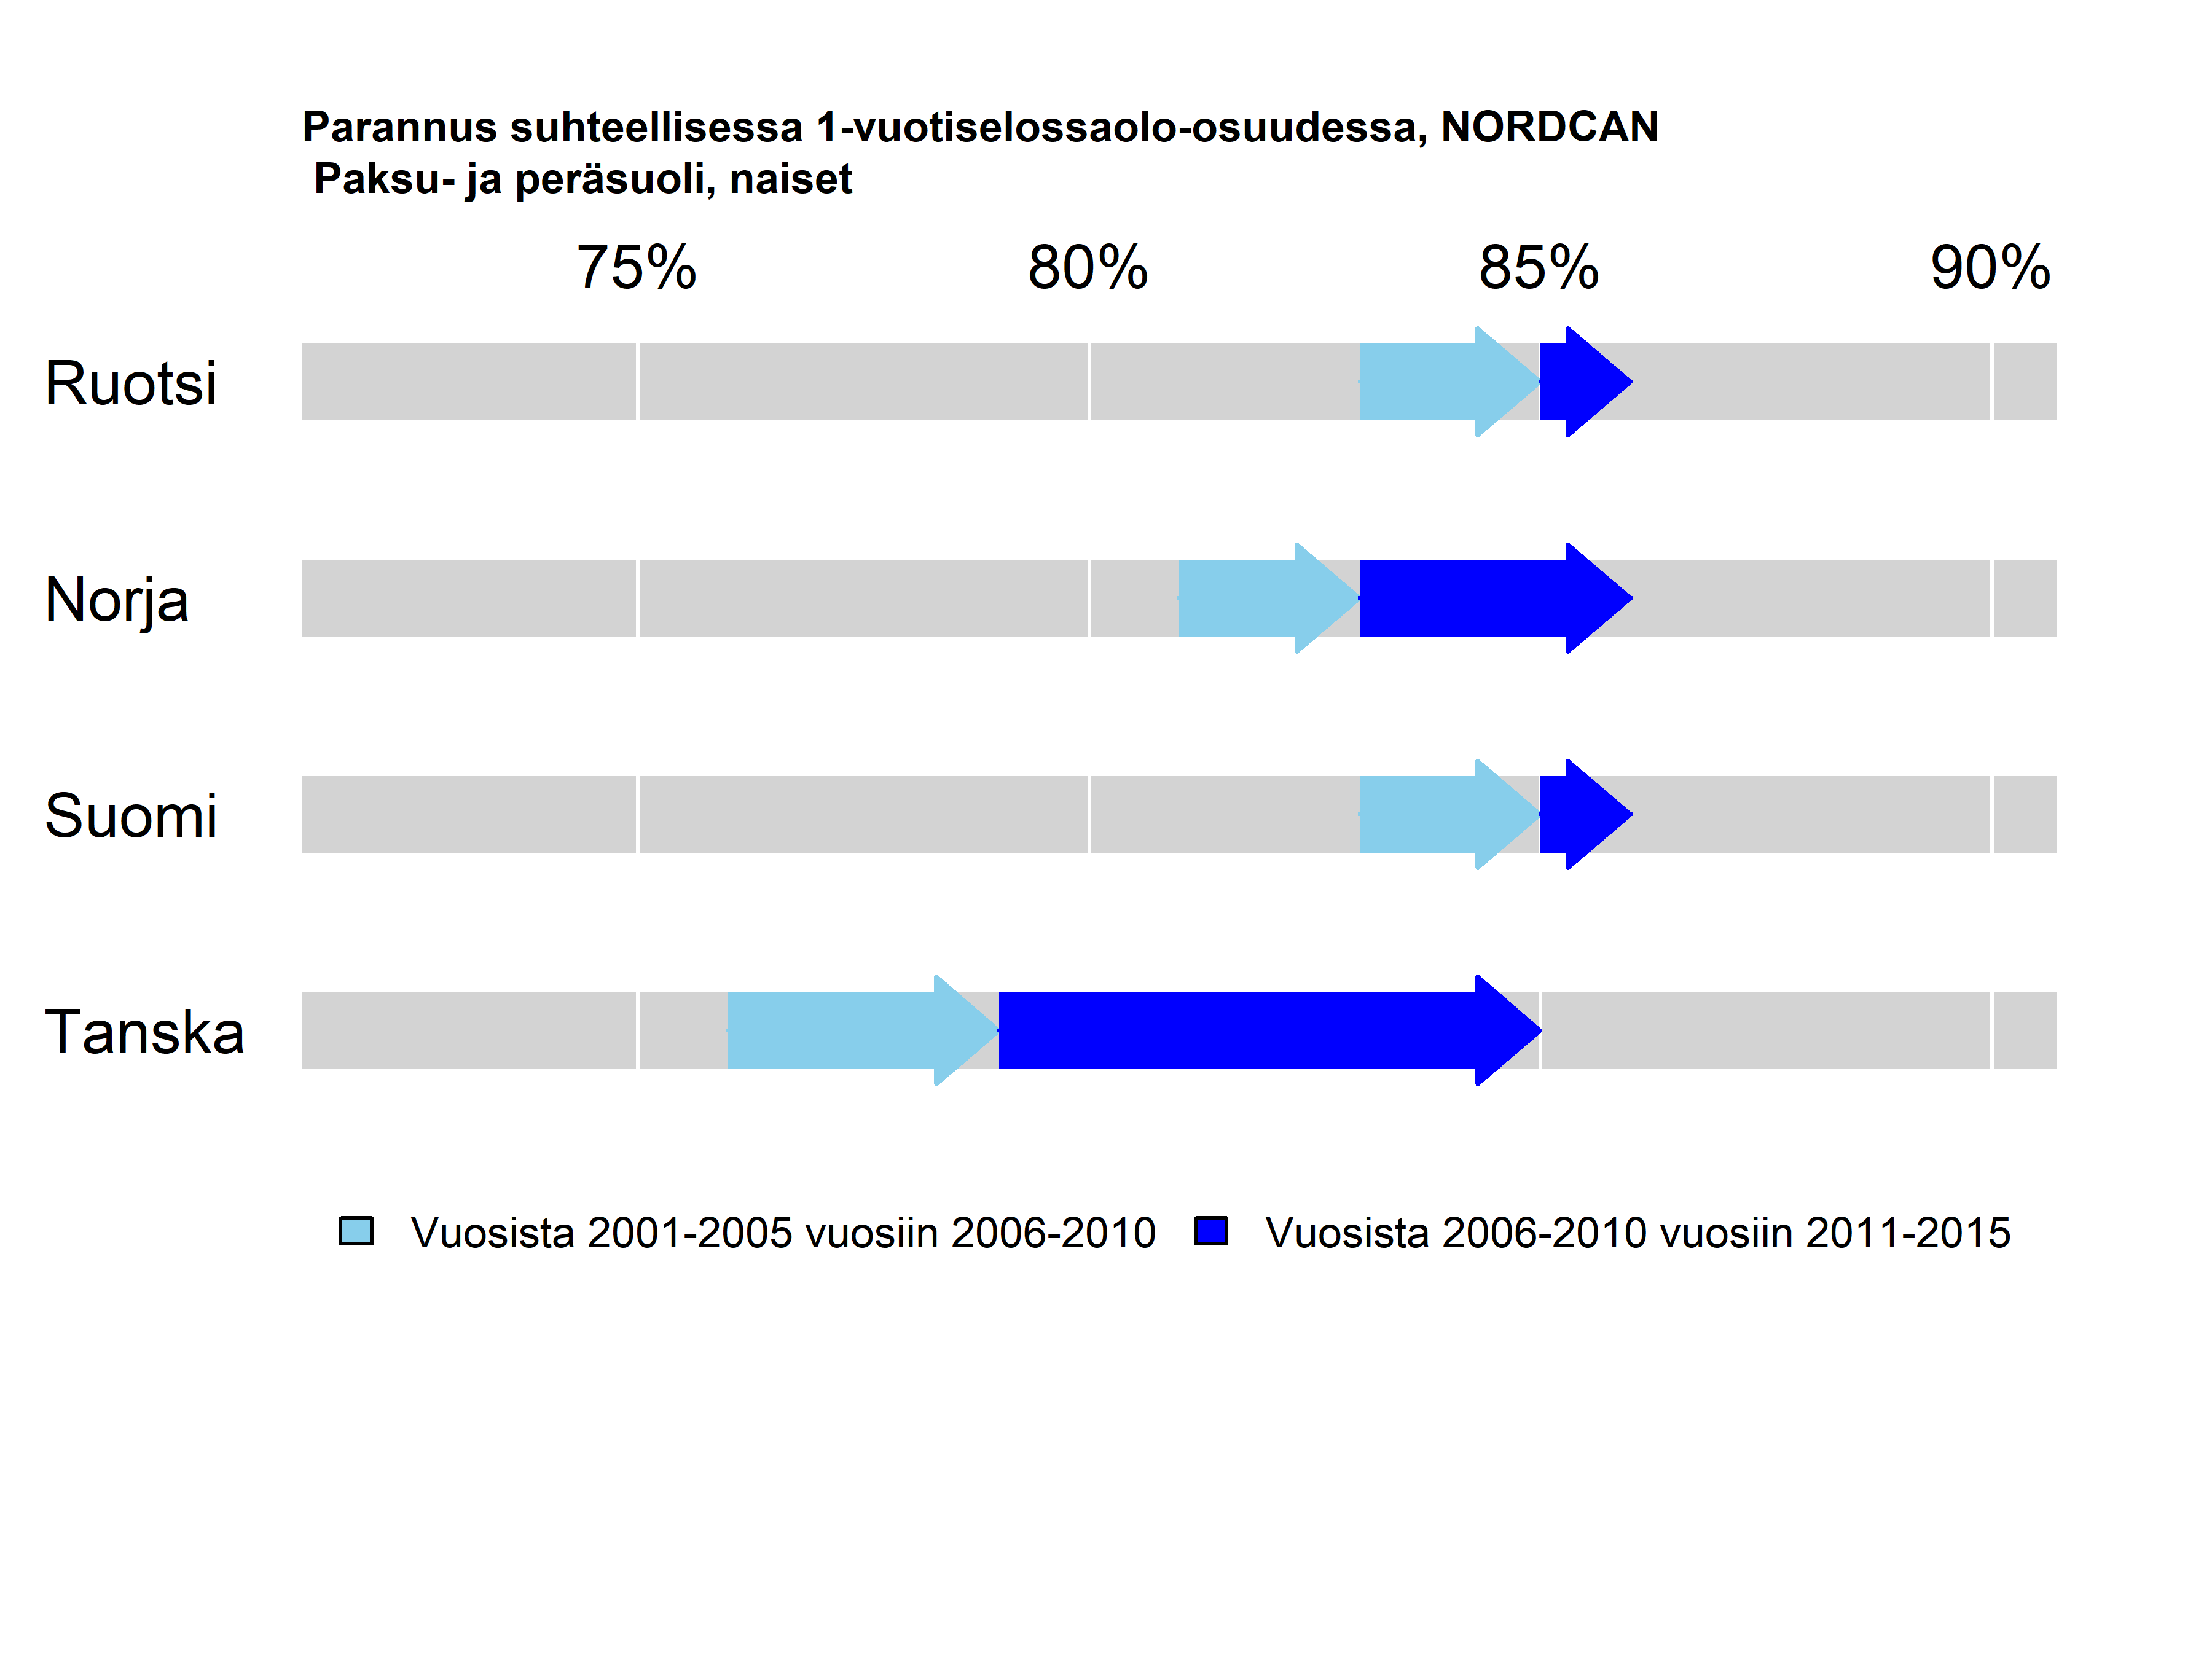 Parannus suhteellisessa 1-vuotiselossaolo-osuudessa, NORDCAN
Paksu- ja peräsuoli, naiset
75% 80% 85% 90%
Ruotsi
Norja
Suomi
Tanska
Vuosista 2001-2005 vuosiin 2006-2010 Vuosista 2006-2010 vuosiin 2011-2015